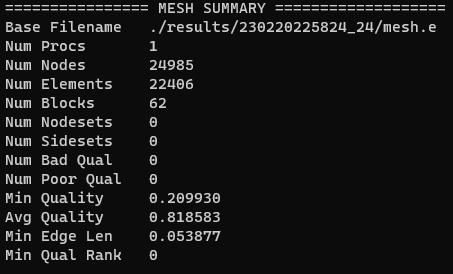 ================ MESH SUMMARY ===================
Base Filename   ./results/230220225824_24/mesh.e
Num Procs       1
Num Nodes       24985
Num Elements    22406
Num Blocks      62
Num Nodesets    0
Num Sidesets    0
Num Bad Qual    0
Num Poor Qual   0
Min Quality     0.209930
Avg Quality     0.818583
Min Edge Len    0.053877
Min Qual Rank   0